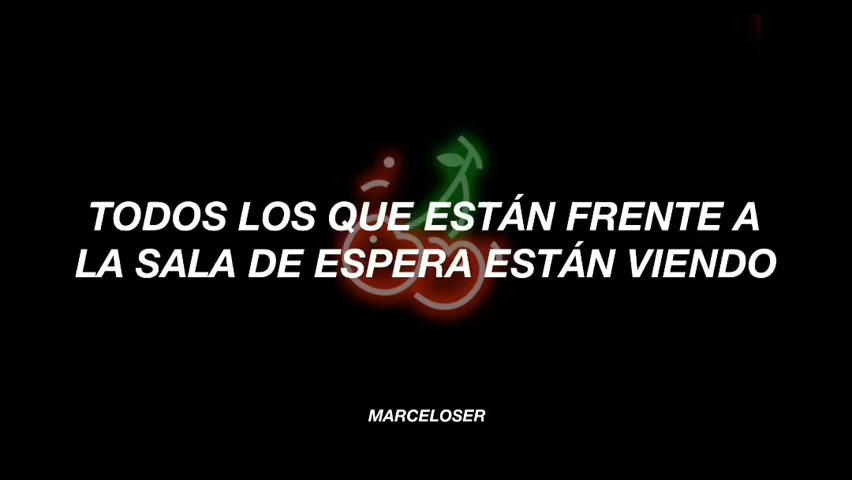 TODOS LOS QUE ESTÁN FRENTE A
LA SALA DE ESPERA ESTÁN VIENDO
MARCELOSER